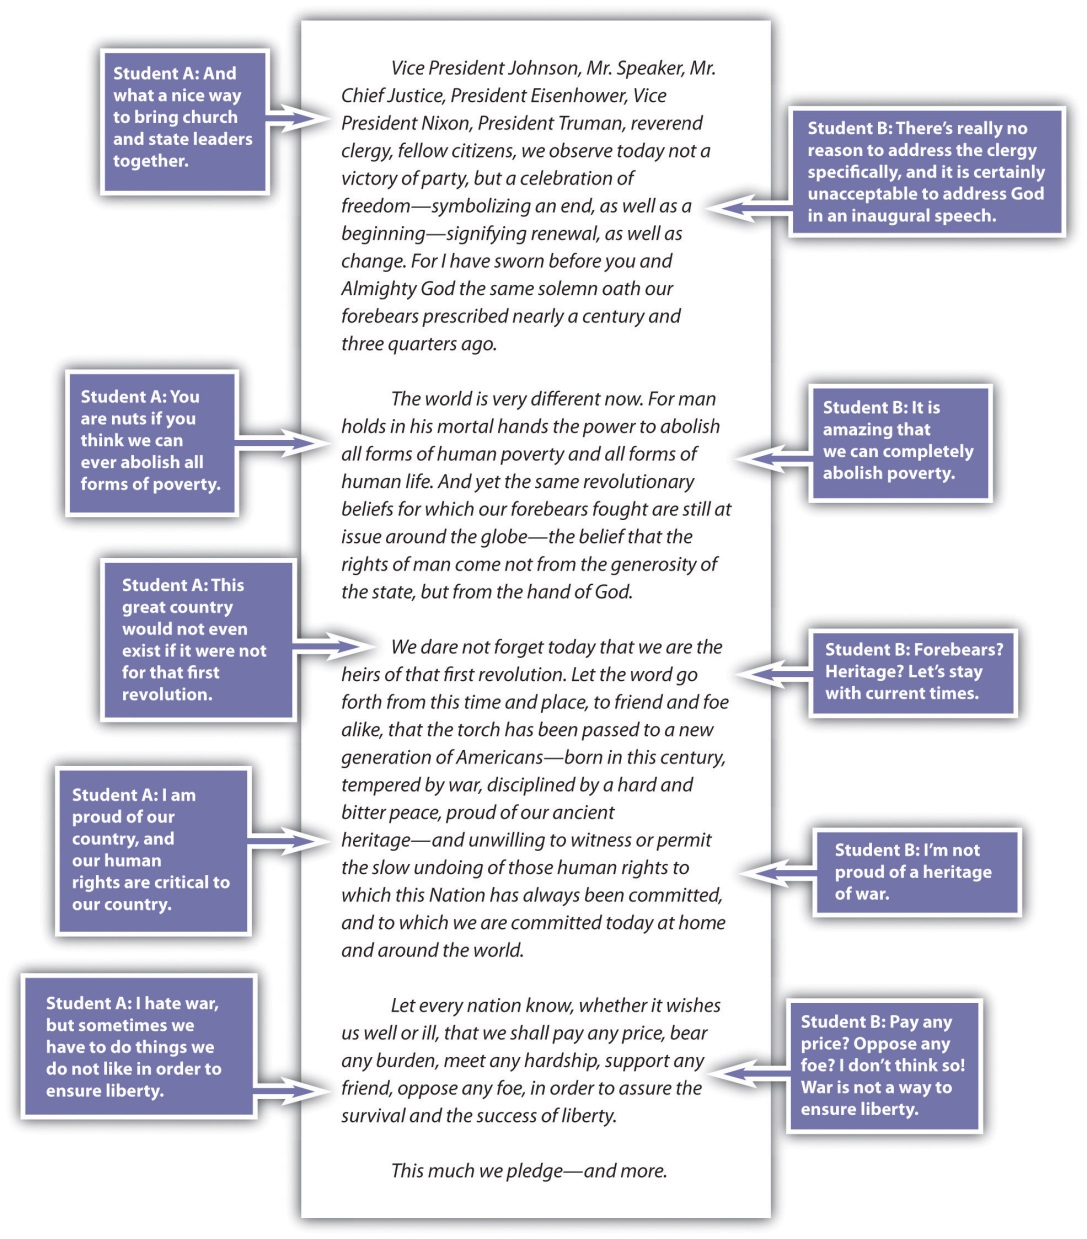 Student A: And
what a nice way
to bring church
and state leaders
together.
Vice President Johnson, Mr. Speaker, Mr.
Chief Justice, President Eisenhower, Vice
President Nixon, President Truman, reverend
clergy, fellow citizens, we observe today not a
victory of party, but a celebration of
freedom—symbolizing an end, as well as a
beginning—signifying renewal, as well as
change. For I have sworn before you and
Almighty God the same solemn oath our
forebears prescribed nearly a century and
three quarters ago.
Student B: There's really no
reason to address the clergy
specifically, and it is certainly
unacceptable to address God
in an inaugural speech.
Student A: You
are nuts if you
think we can
ever abolish all
forms of poverty.
The world is very different now. For man
holds in his mortal hands the power to abolish
all forms of human poverty and all forms of
human life. And yet the same revolutionary
beliefs for which our forebears fought are still at
issue around the globe—the belief that the
rights of man come not from the generosity of
the state, but from the hand of God.
Student B: It is
amazing that
we can completely
abolish poverty.
Student A: This
great country
would not even
exist if it were not
for that first
revolution.
We dare not forget today that we are the
heirs of that first revolution. Let the word go
forth from this time and place, to friend and foe
alike, that the torch has been passed to a new
generation of Americans—born in this century,
tempered by war, disciplined by a hard and
bitter peace, proud of our ancient
heritage—and unwilling to witness or permit
the slow undoing of those human rights to
which this Nation has always been committed,
and to which we are committed today at home
and around the world.
Student B: Forebears?
Heritage? Let's stay
with current times.
Student A: I am
proud of our
country, and
our human
rights are critical to
our country.
Student B: I'm not
proud of a heritage
of war.
Student A: I hate war,
but sometimes we
have to do things we
do not like in order to
ensure liberty.
Let every nation know, whether it wishes
us well or ill, that we shall pay any price, bear
any burden, meet any hardship, support any
friend, oppose any foe, in order to assure the
survival and the success of liberty.
Student B: Pay any
price? Oppose any
foe? I don't think so!
War is not a way to
ensure liberty.
This much we pledge—and more.